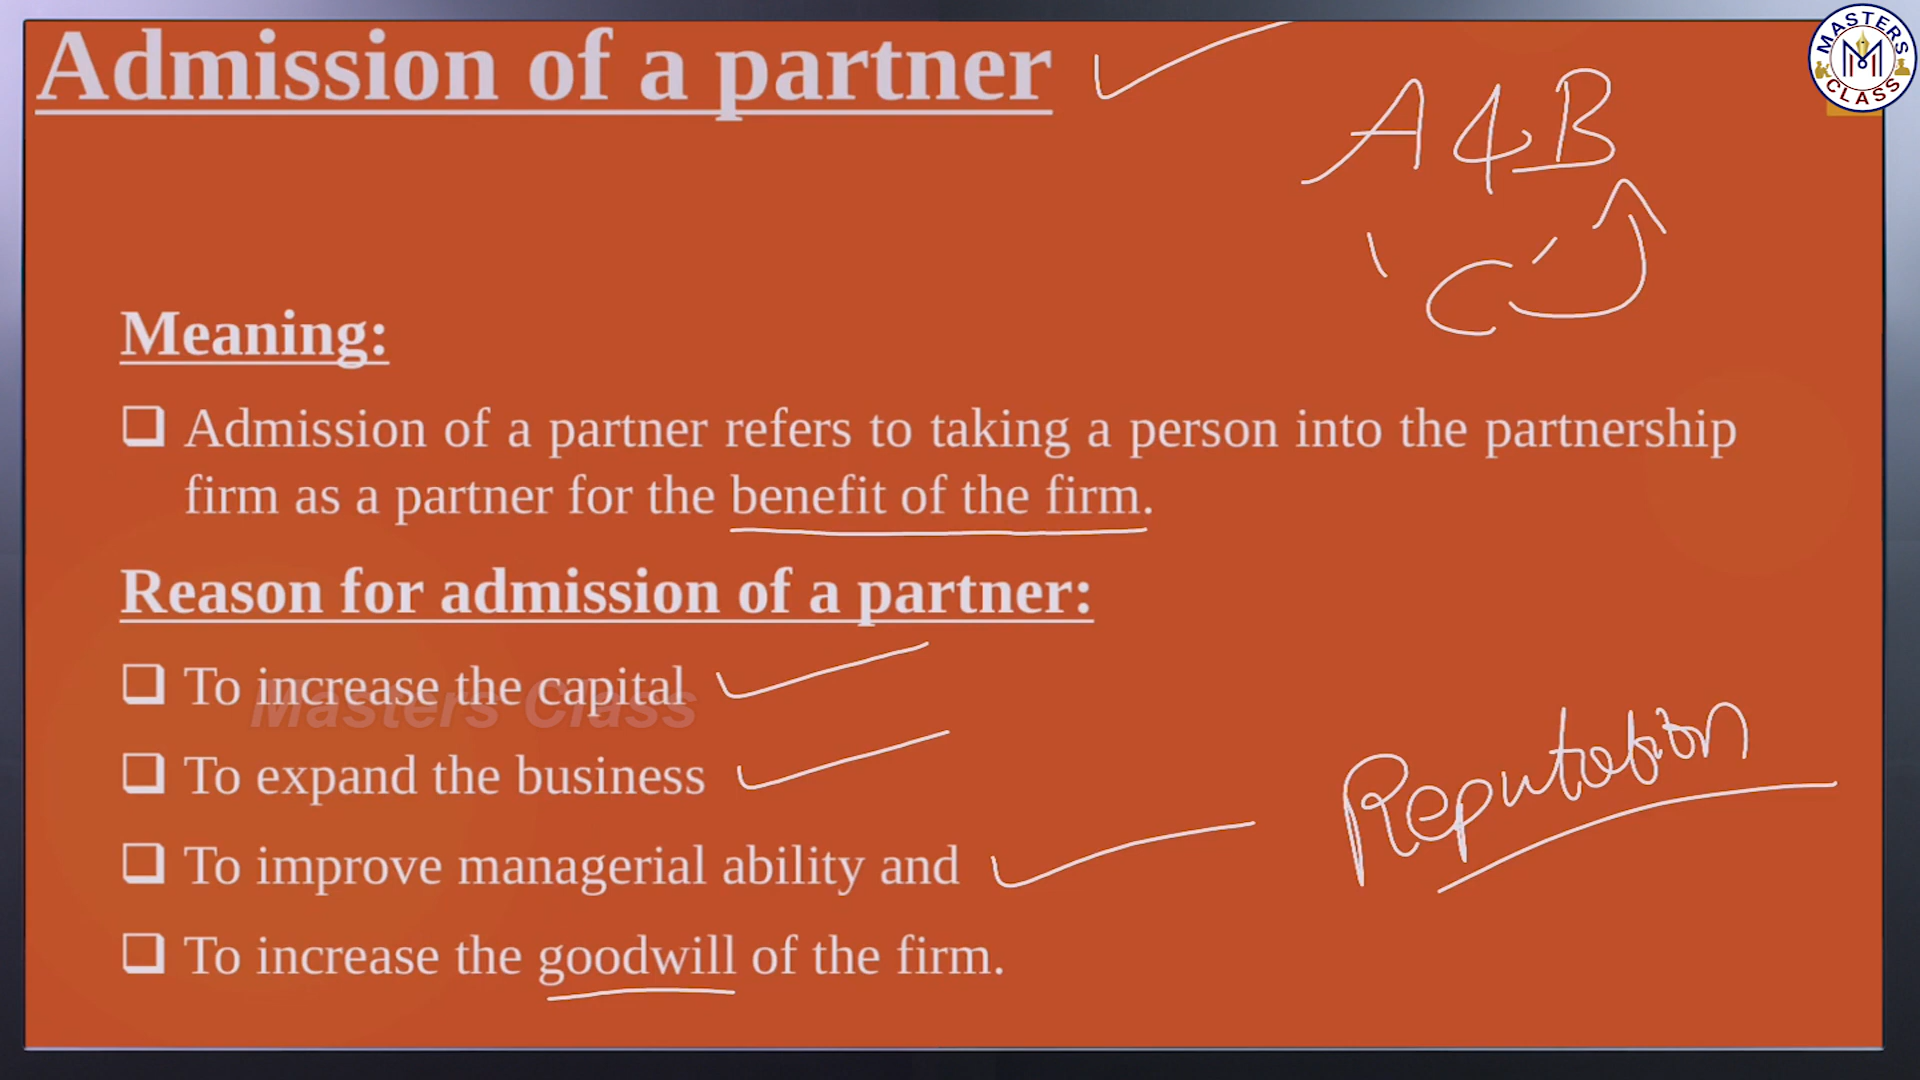 Admission of a partner
MASTERS
M
CLASS
A & B
C
Meaning:
Admission of a partner refers to taking a person into the partnership
firm as a partner for the benefit of the firm.
Reason for admission of a partner:
To increase the capital
Masters Class
To expand the business
Reputation
To improve managerial ability and
To increase the goodwill of the firm.